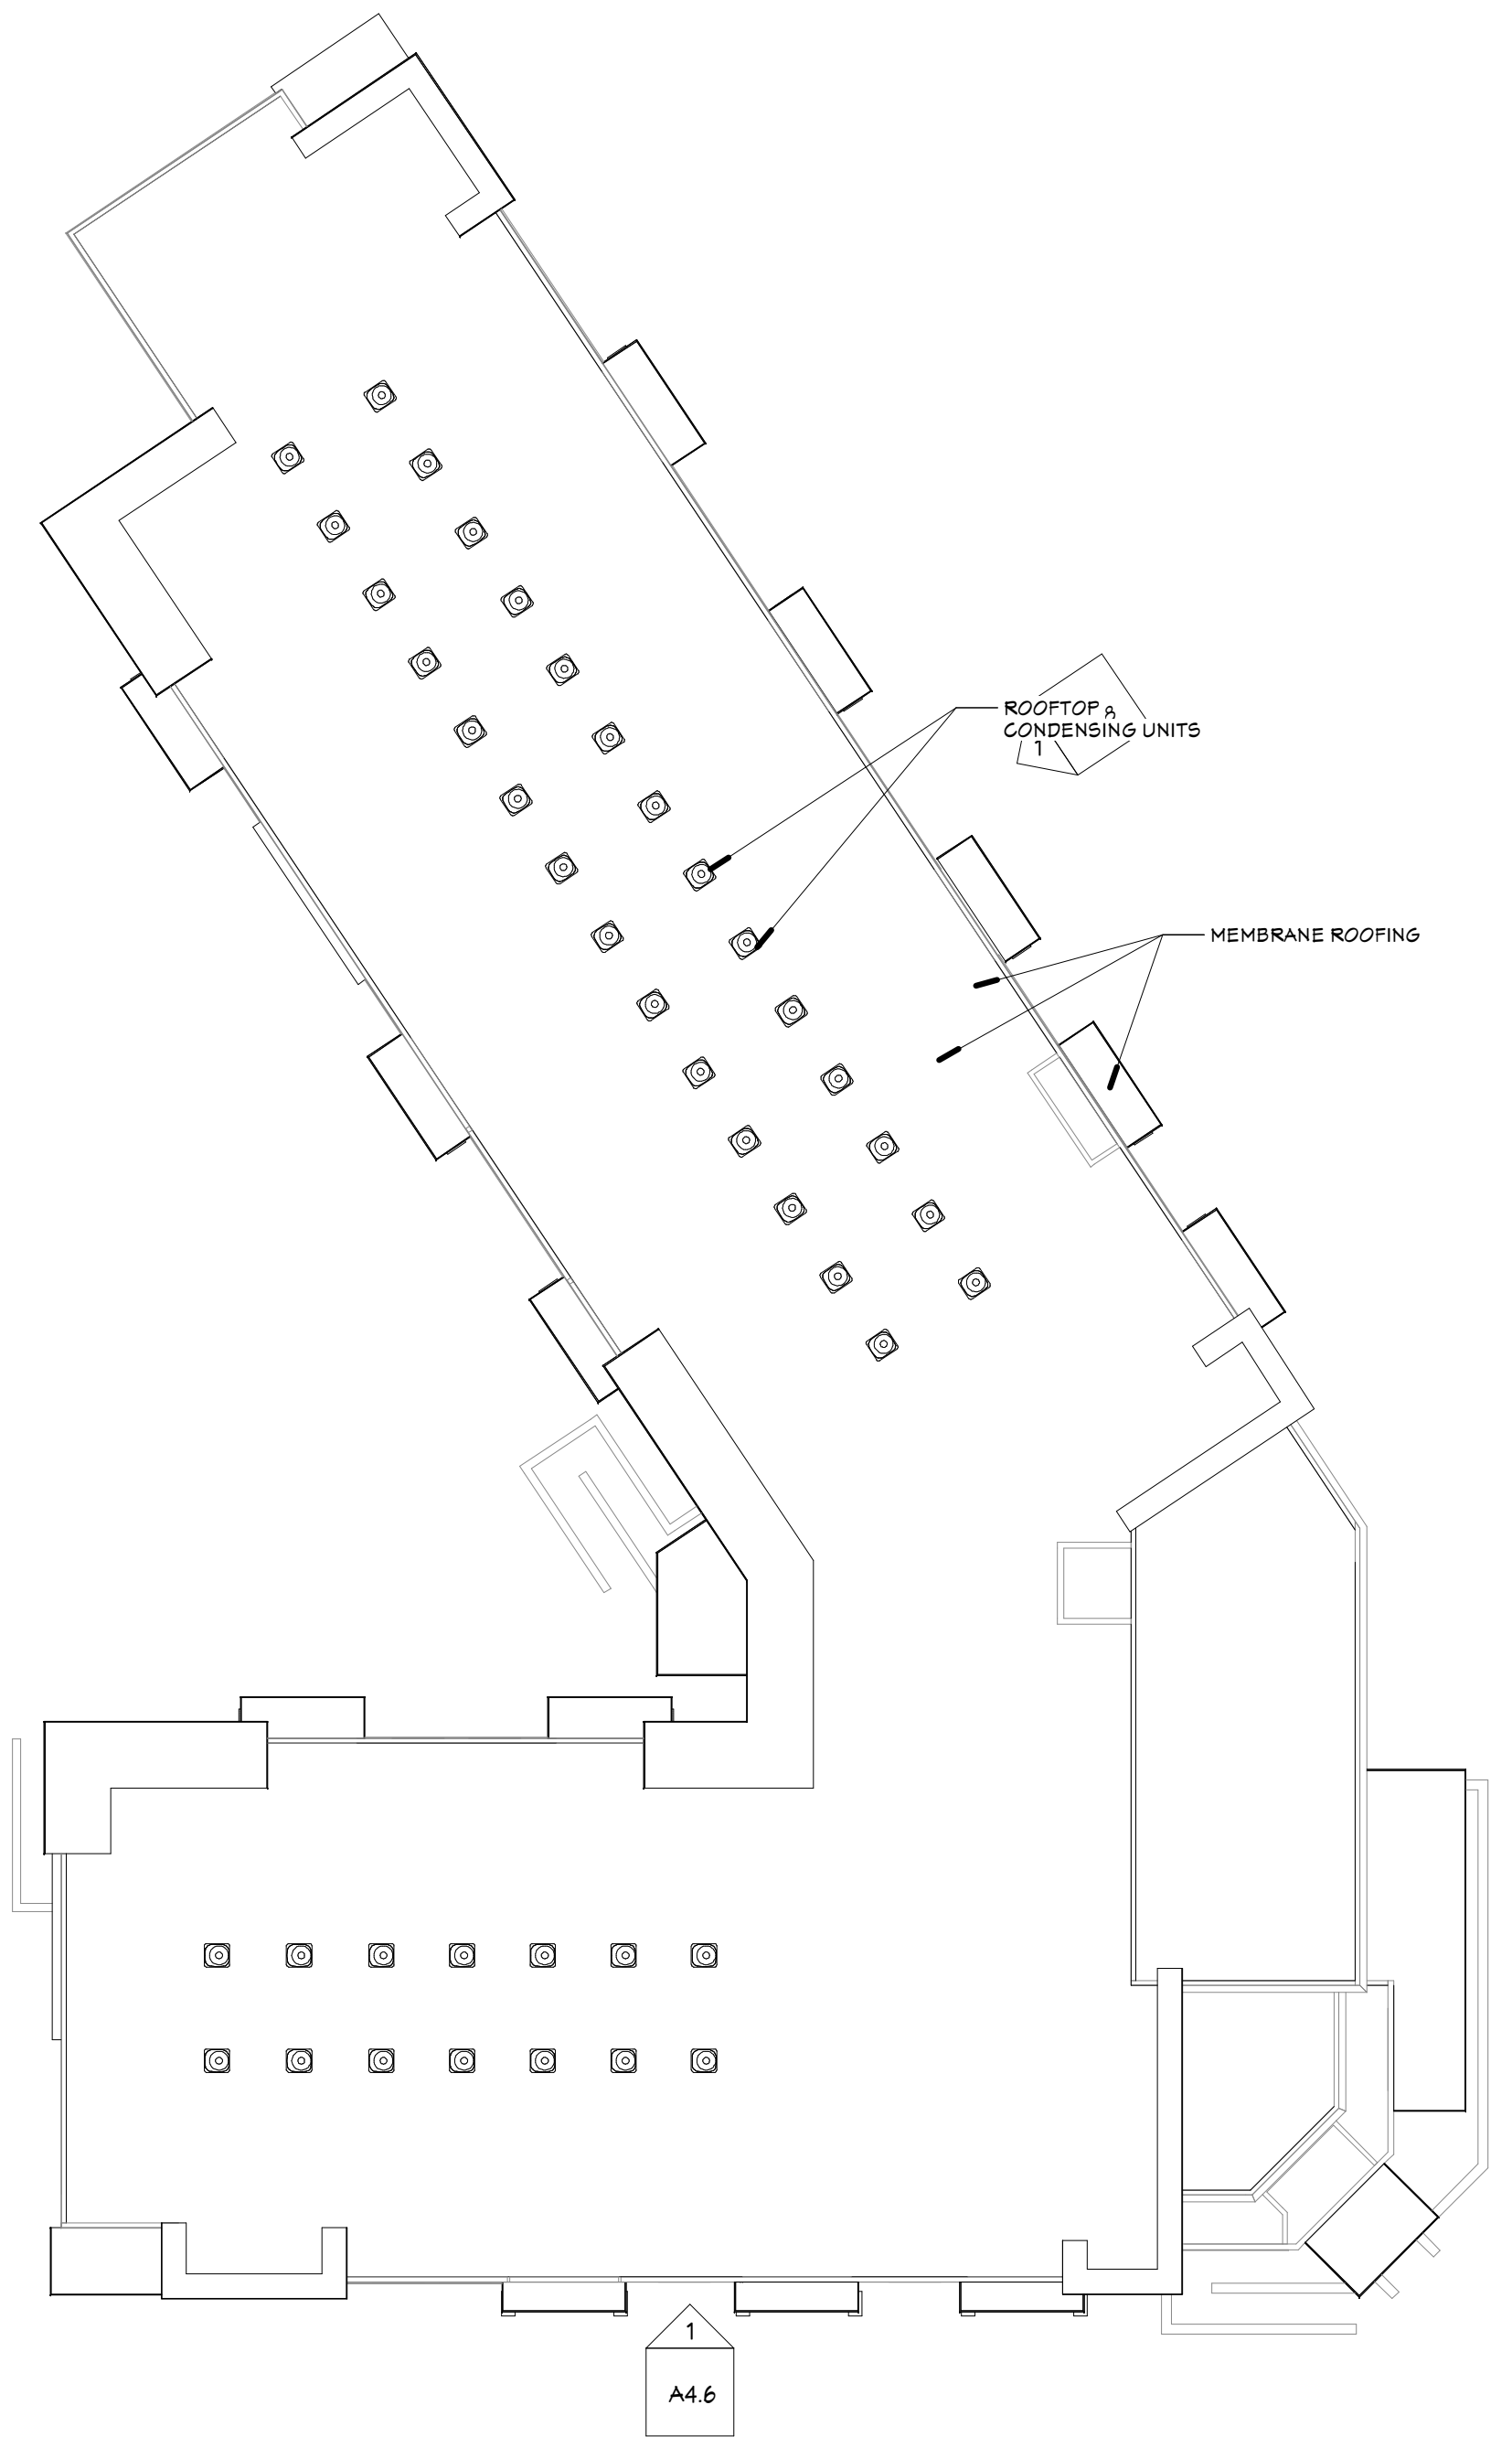 ROOFTOP
CONDENSING UNITS
1
MEMBRANE ROOFING
1
A4.6